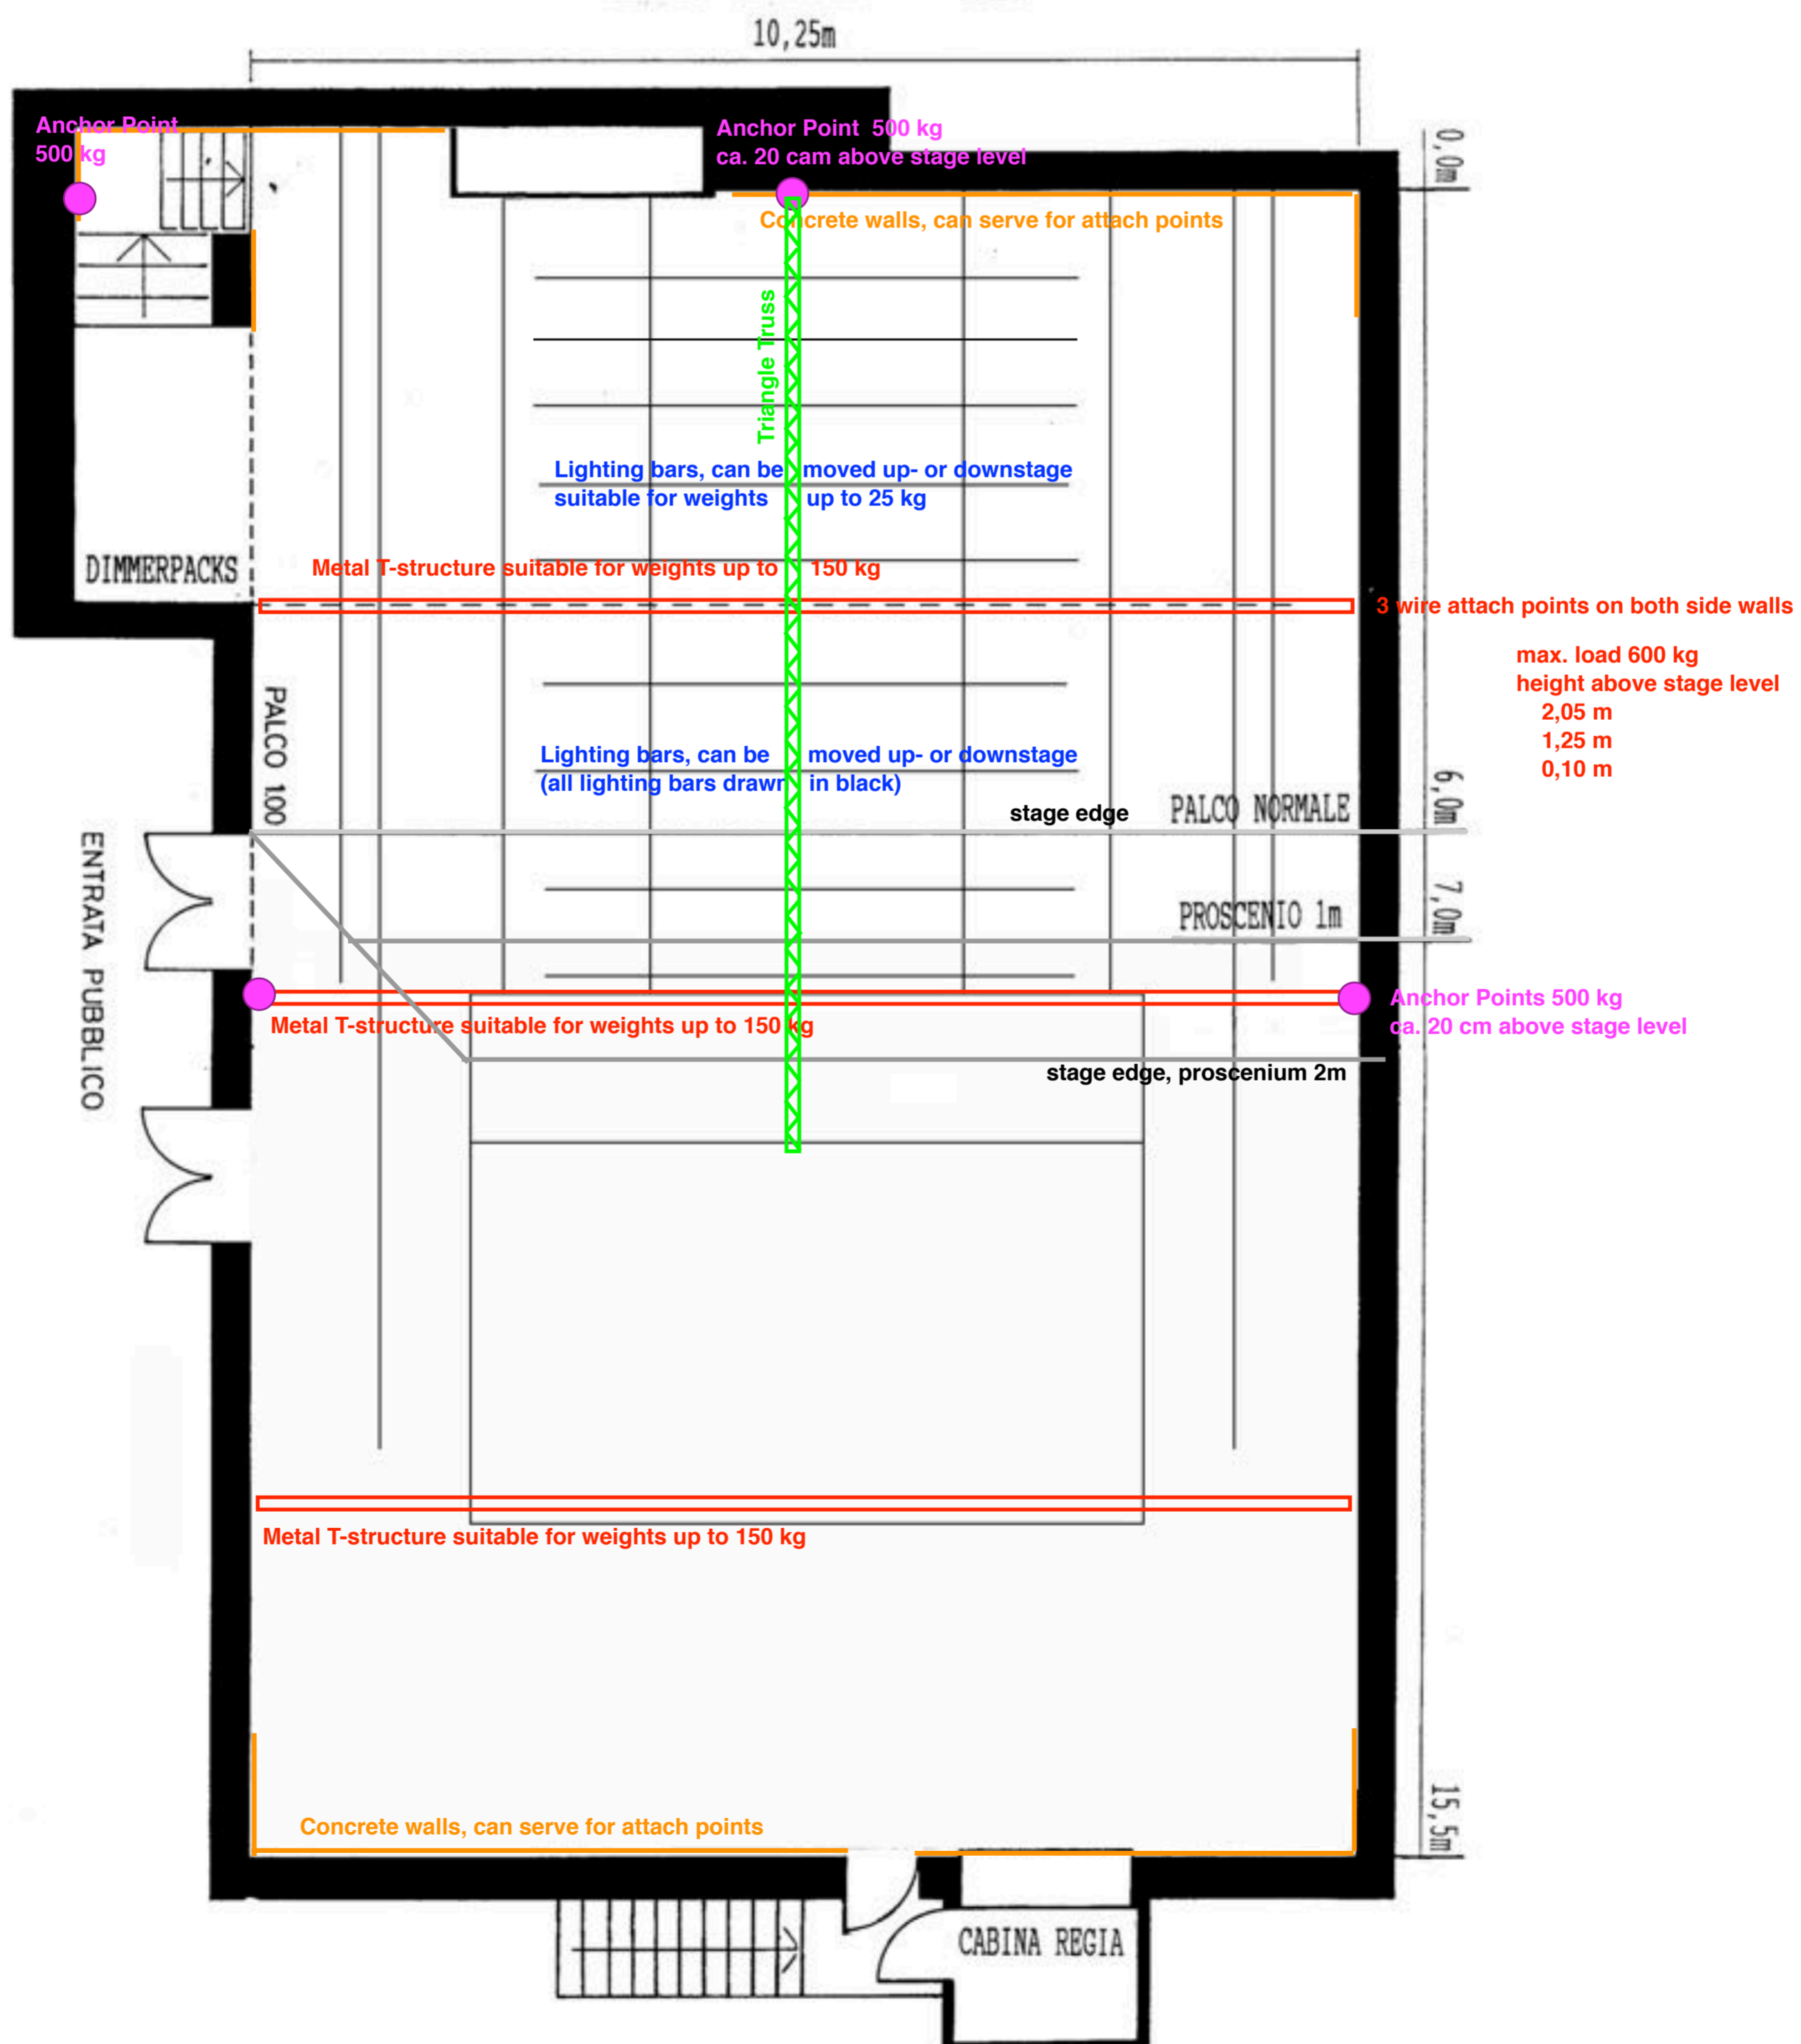 10,25m
Anchor Point
500 kg
Anchor Point  500 kg
ca. 20 cam above stage level
0,0m
Concrete walls, can serve for attach points
Triangle Truss
Lighting bars, can be moved up- or downstage
suitable for weights up to 25 kg
DIMMERPACKS
Metal T-structure suitable for weights up to 150 kg
3 wire attach points on both side walls
max. load 600 kg
height above stage level
2,05 m
1,25 m
0,10 m
PALCO 100
Lighting bars, can be moved up- or downstage
(all lighting bars drawn in black)
stage edge
PALCO NORMALE
6,0m
ENTRATA PUBBLICO
PROSCENIO 1m
7,0m
Anchor Points 500 kg
ca. 20 cm above stage level
Metal T-structure suitable for weights up to 150 kg
stage edge, proscenium 2m
Metal T-structure suitable for weights up to 150 kg
15,5m
Concrete walls, can serve for attach points
CABINA REGIA